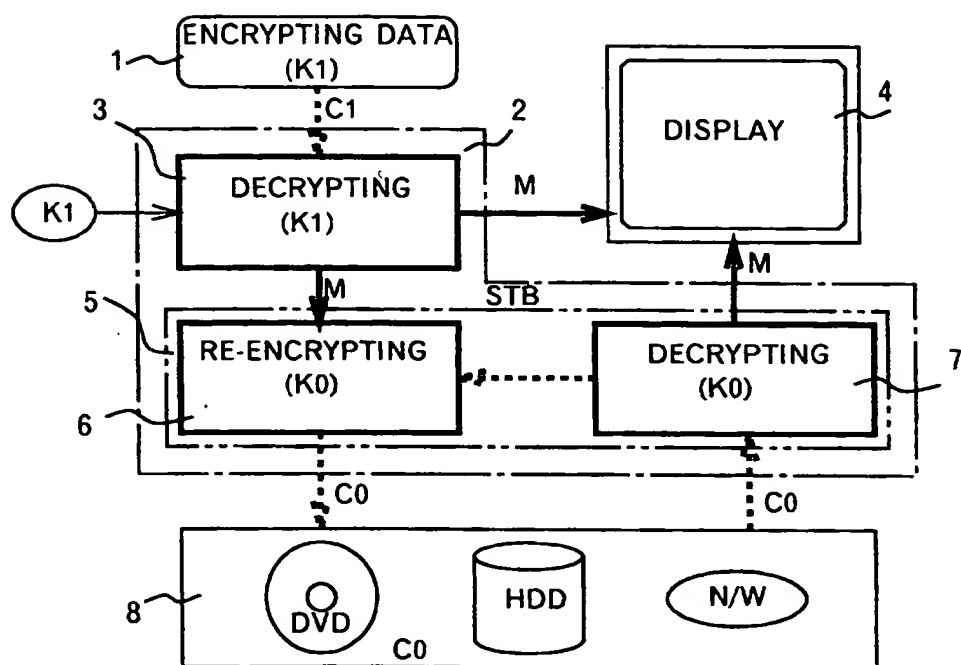 ENCRYPTING DATA
(K1)
1
C1
3
2
4
DISPLAY
DECRYPTING
(K1)
K1
M
M
M
STB
5
RE-ENCRYPTING
(K0)
6
DECRYPTING
(K0)
7
C0
C0
8
DVD
HDD
N/W
C0